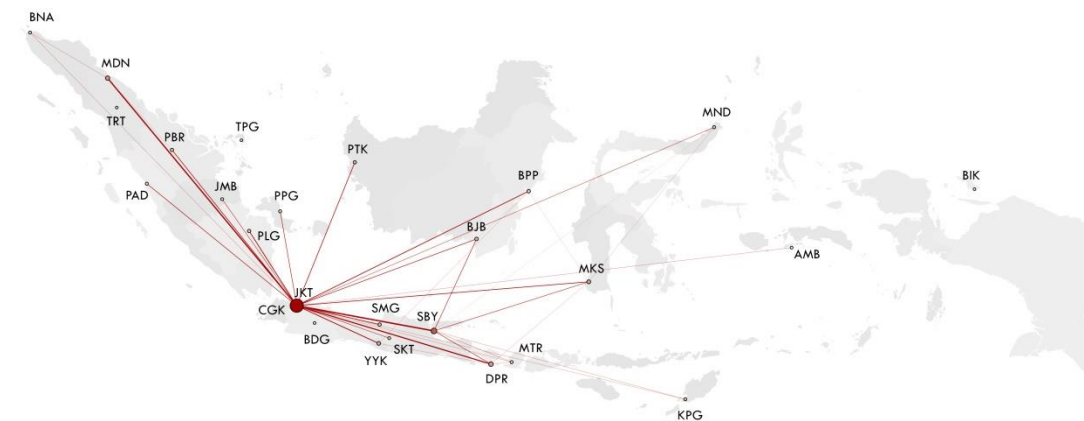 BNA
MDN
TRT
TPG
PBR
PTK
MND
PAD
JMB
PPG
BPP
BIK
PLG
BJB
AMB
MKS
JKT
CGK
SMG
SBY
BDG
SKT
MTR
YYK
DPR
KPG